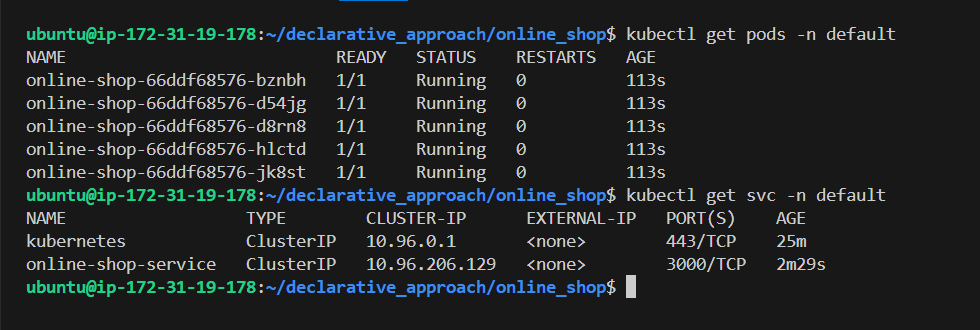 ubuntu@ip-172-31-19-178:~/declarative_approach/online_shop$ kubectl get pods -n default
NAME READY STATUS RESTARTS AGE
online-shop-66ddf68576-bznbh 1/1 Running 0 113s
online-shop-66ddf68576-d54jg 1/1 Running 0 113s
online-shop-66ddf68576-d8rn8 1/1 Running 0 113s
online-shop-66ddf68576-hlctd 1/1 Running 0 113s
online-shop-66ddf68576-jk8st 1/1 Running 0 113s
ubuntu@ip-172-31-19-178:~/declarative_approach/online_shop$ kubectl get svc -n default
NAME TYPE CLUSTER-IP EXTERNAL-IP PORT(S) AGE
kubernetes ClusterIP 10.96.0.1 <none> 443/TCP 25m
online-shop-service ClusterIP 10.96.206.129 <none> 3000/TCP 2m29s
ubuntu@ip-172-31-19-178:~/declarative_approach/online_shop$